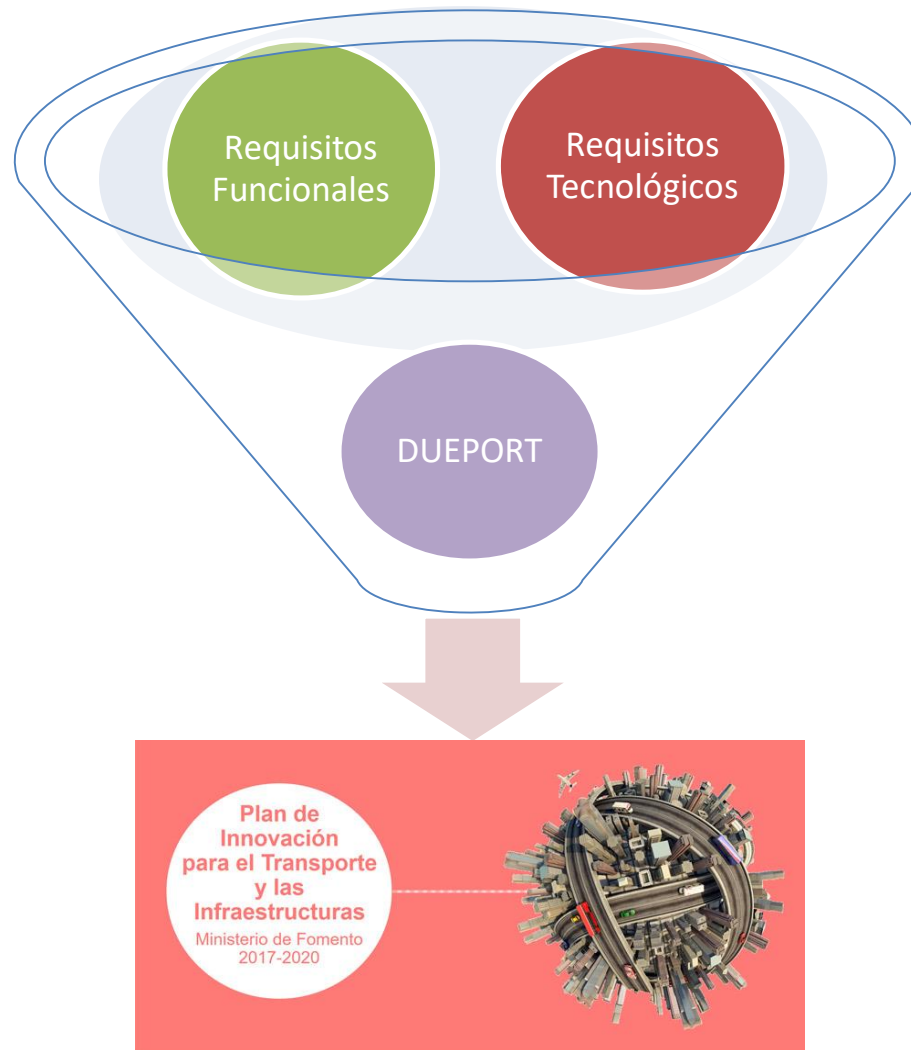 Requisitos
Funcionales
Requisitos
Tecnológicos
DUEPORT
Plan de
Innovación
para el Transporte
y las
Infraestructuras
Ministerio de Fomento
2017-2020